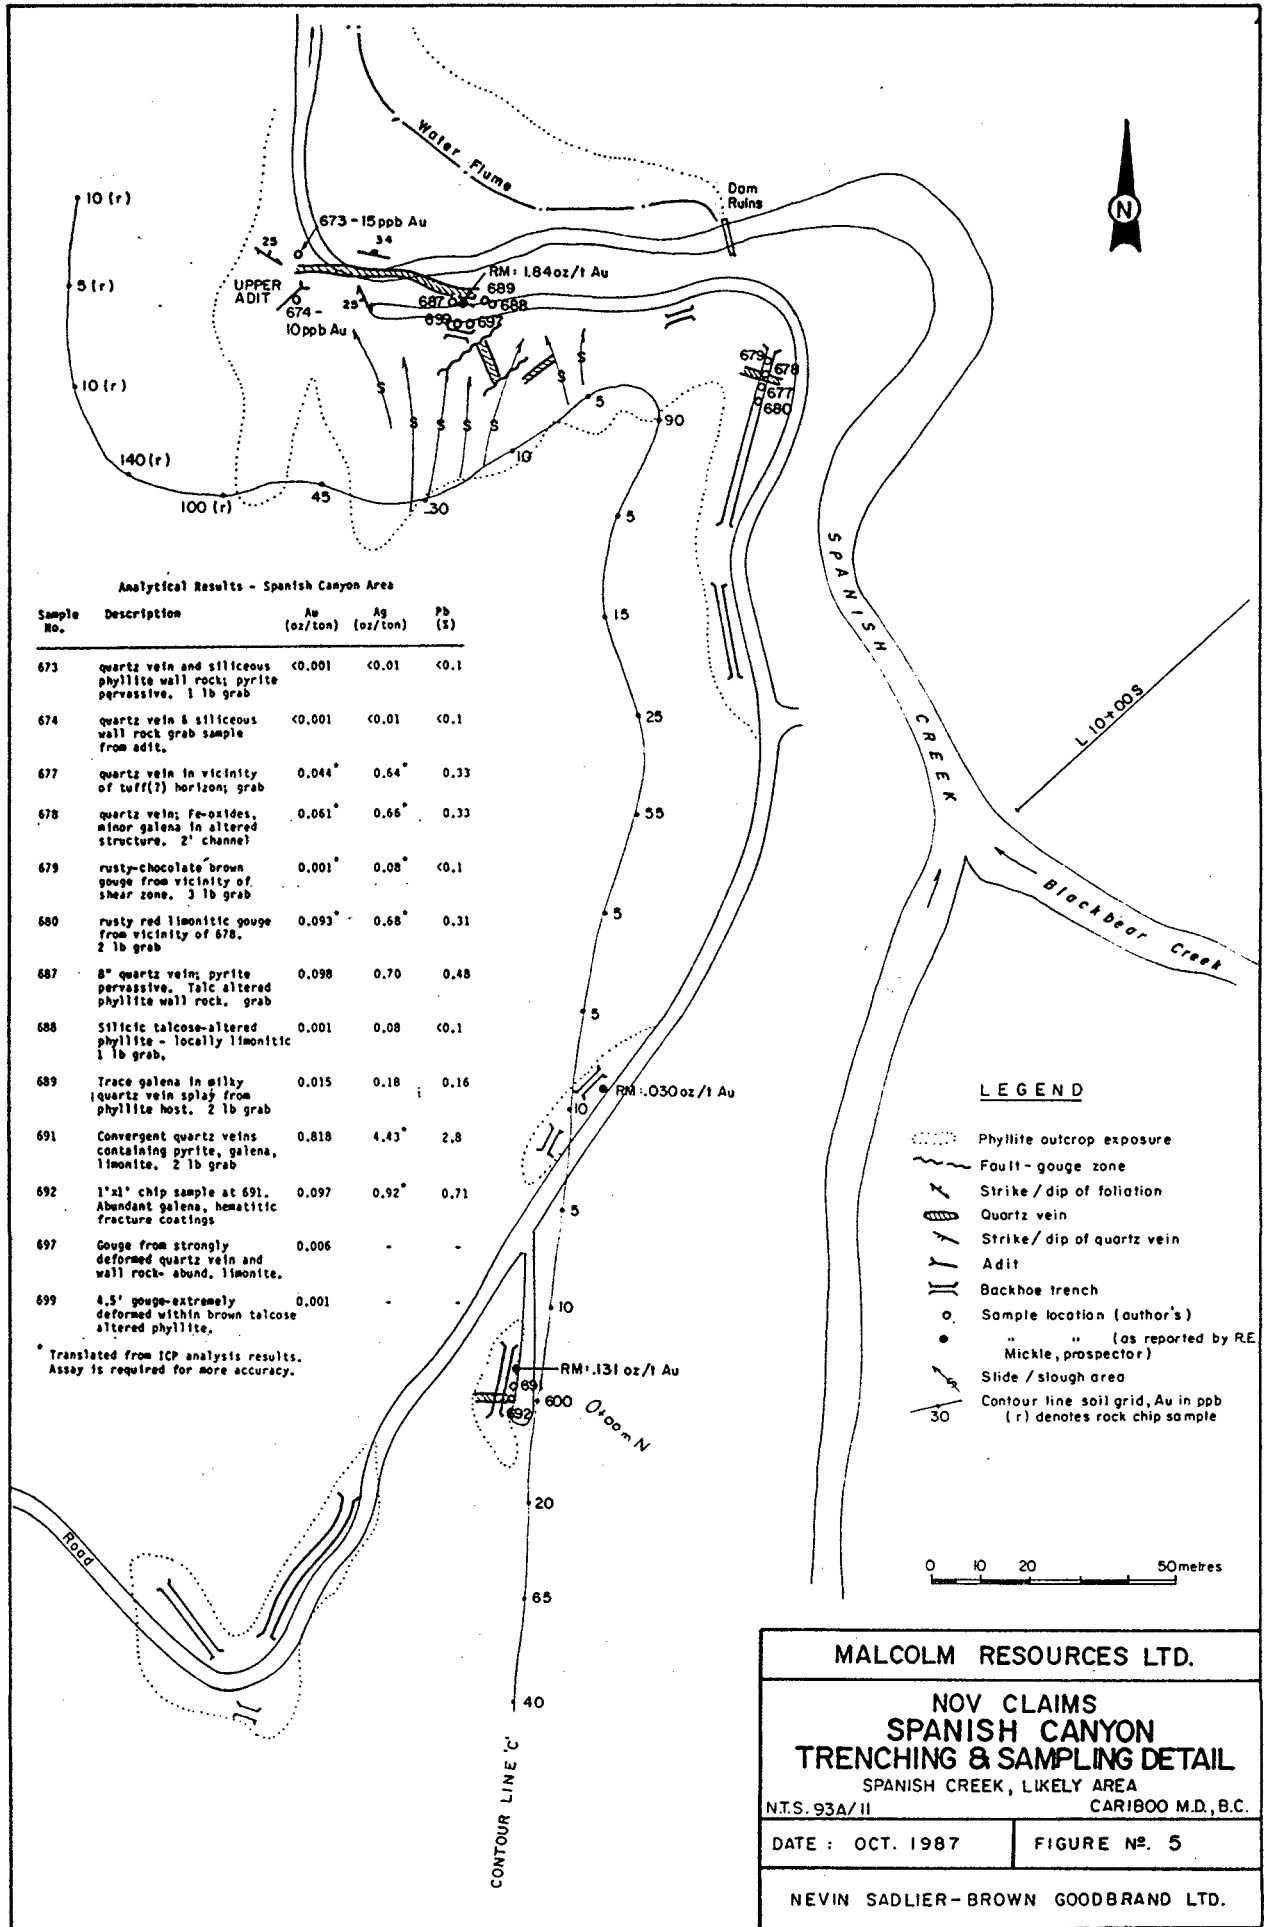 Water Flume
Dam
Ruins
N
10 (r)
673-15ppb Au
25
34
5 (r)
UPPER
ADIT
RM: 1.84oz/t Au
689
687
688
25
674 -
10ppb Au
699
697
679
678
677
680
10 (r)
S
S
S
S
S
S
S
5
90
10
140 (r)
100 (r)
45
30
5
15
25
55
5
5
10
5
10
SPANISH CREEK
L 10+00S
Blackbear Creek
Analytical Results - Spanish Canyon Area
Sample Description Au Ag Pb
No. (oz/ton) (oz/ton) (%)
673 quartz vein and siliceous <0.001 <0.01 <0.1
phyllite wall rock; pyrite
pervassive. 1 lb grab
674 quartz vein & siliceous <0.001 <0.01 <0.1
wall rock grab sample
from adit.
677 quartz vein in vicinity 0.044* 0.64* 0.33
of tuff(?) horizon; grab
678 quartz vein; Fe-oxides, 0.061* 0.66* 0.33
minor galena in altered
structure. 2' channel
679 rusty-chocolate brown 0.001* 0.08* <0.1
gouge from vicinity of
shear zone. 3 lb grab
680 rusty red limonitic gouge 0.093* 0.68* 0.31
from vicinity of 678.
2 lb grab
687 8" quartz vein; pyrite 0.098 0.70 0.48
pervassive. Talc altered
phyllite wall rock. grab
688 Silicic talcose-altered 0.001 0.08 <0.1
phyllite - locally limonitic
1 lb grab.
689 Trace galena in milky 0.015 0.18 0.16
quartz vein splay from
phyllite host. 2 lb grab
691 Convergent quartz veins 0.818 4.43* 2.8
containing pyrite, galena,
limonite. 2 lb grab
692 1'x1' chip sample at 691. 0.097 0.92* 0.71
Abundant galena, hematitic
fracture coatings
697 Gouge from strongly 0.006 - -
deformed quartz vein and
wall rock- abund. limonite.
699 4.5' gouge-extremely 0.001 - -
deformed within brown talcose
altered phyllite.
* Translated from ICP analysis results.
Assay is required for more accuracy.
RM: .030oz/t Au
RM: .131 oz/t Au
691
692
600
0+00m N
20
65
40
Road
CONTOUR LINE 'C'
LEGEND
Phyllite outcrop exposure
Fault-gouge zone
Strike / dip of foliation
Quartz vein
Strike/ dip of quartz vein
Adit
Backhoe trench
Sample location (author's)
" " (as reported by R.E.
Mickle, prospector)
S Slide / slough area
30 Contour line soil grid, Au in ppb
(r) denotes rock chip sample
0 10 20 50 metres
MALCOLM RESOURCES LTD.
NOV CLAIMS
SPANISH CANYON
TRENCHING & SAMPLING DETAIL
SPANISH CREEK, LIKELY AREA
N.T.S. 93A/11 CARIBOO M.D., B.C.
DATE : OCT. 1987 FIGURE Nº. 5
NEVIN SADLIER-BROWN GOODBRAND LTD.